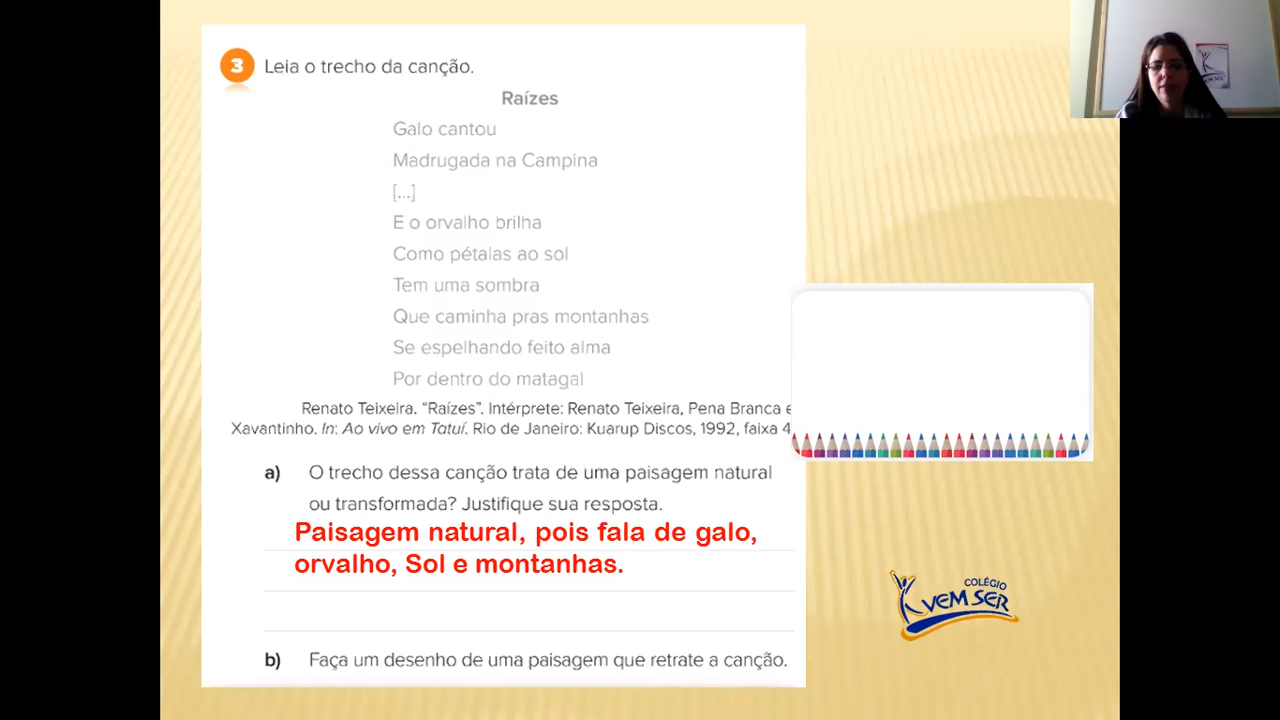 3 Leia o trecho da canção.
Raízes
Galo cantou
Madrugada na Campina
[...]
E o orvalho brilha
Como pétalas ao sol
Tem uma sombra
Que caminha pras montanhas
Se espelhando feito alma
Por dentro do matagal
Renato Teixeira. “Raízes”. Intérprete: Renato Teixeira, Pena Branca e
Xavantinho. In: Ao vivo em Tatuí. Rio de Janeiro: Kuarup Discos, 1992, faixa 4
a) O trecho dessa canção trata de uma paisagem natural
ou transformada? Justifique sua resposta.
Paisagem natural, pois fala de galo,
orvalho, Sol e montanhas.
b) Faça um desenho de uma paisagem que retrate a canção.
COLÉGIO
VEM SER